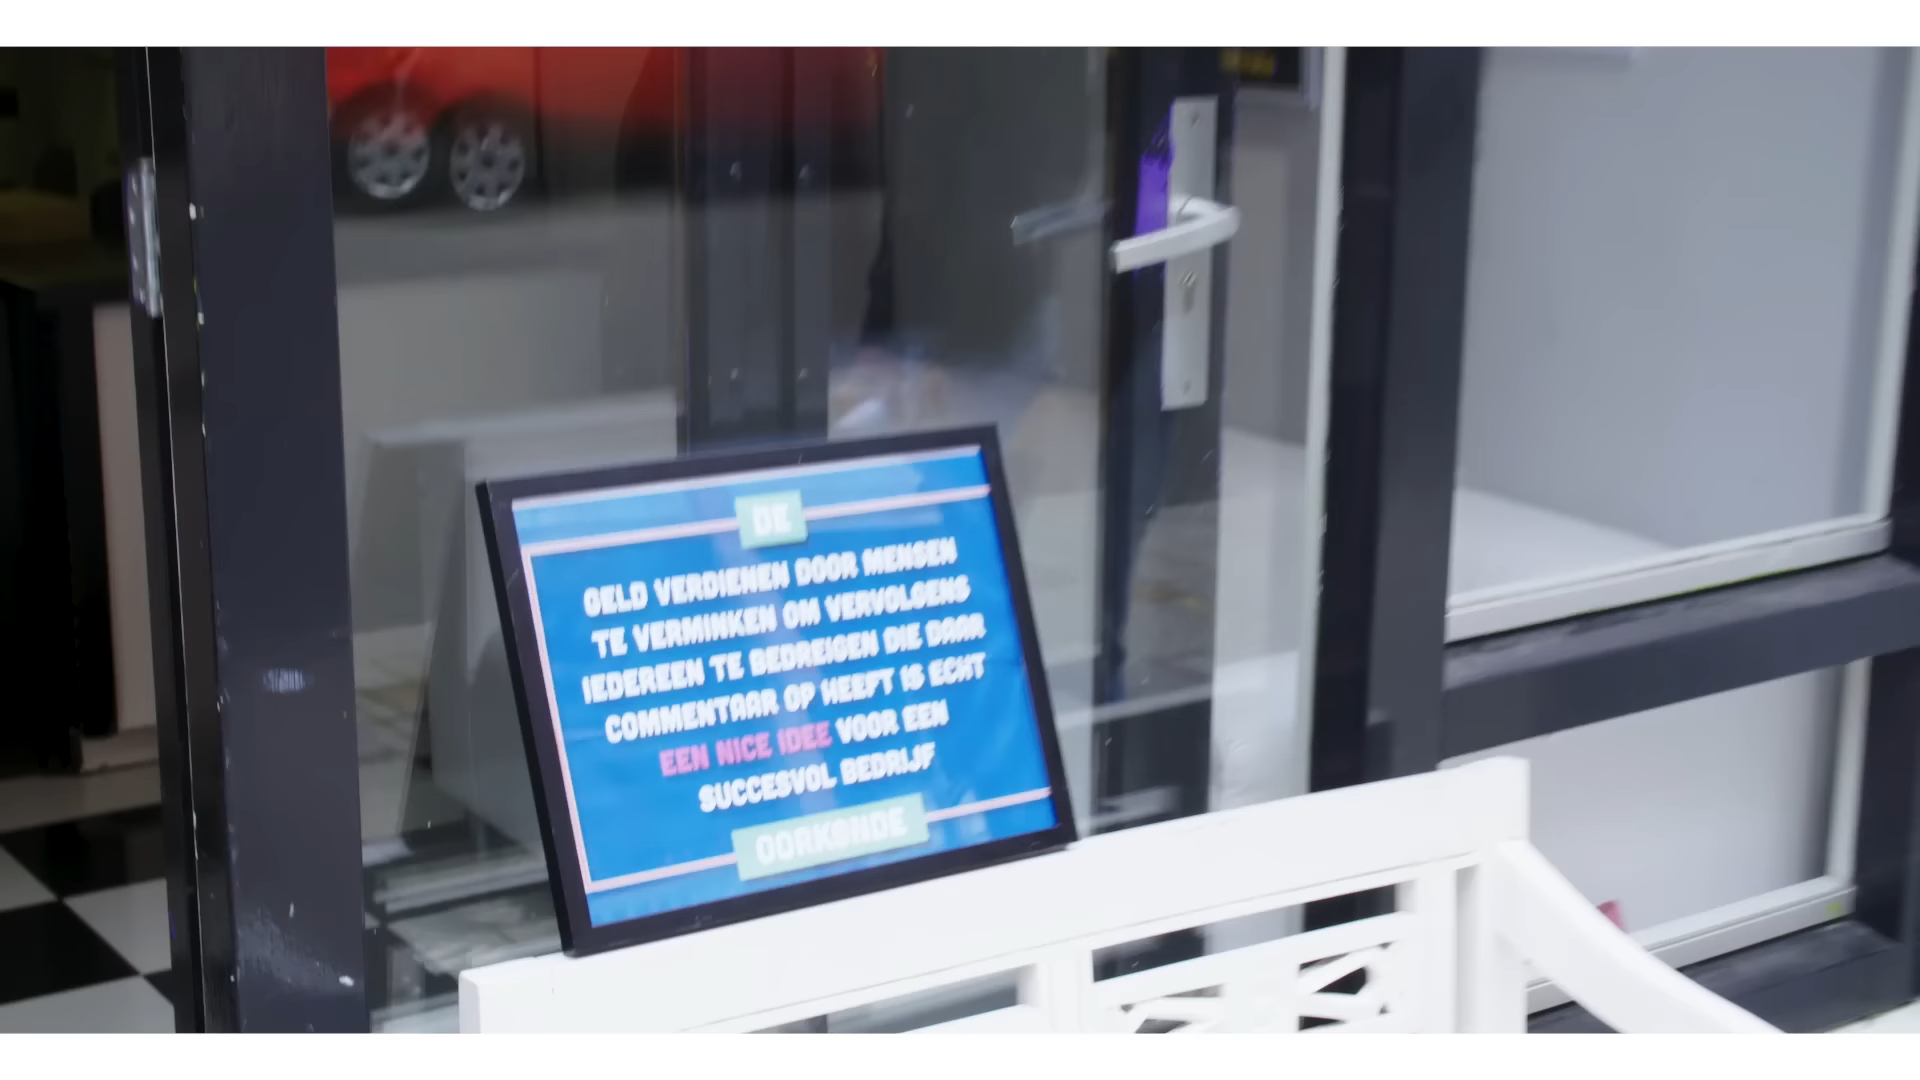 DE
GELD VERDIENEN DOOR MENSEN
TE VERMINKEN OM VERVOLGENS
IEDEREEN TE BEDREIGEN DIE DAAR
COMMENTAAR OP HEEFT IS ECHT
EEN NICE IDEE VOOR EEN
SUCCESVOL BEDRIJF
OORKONDE